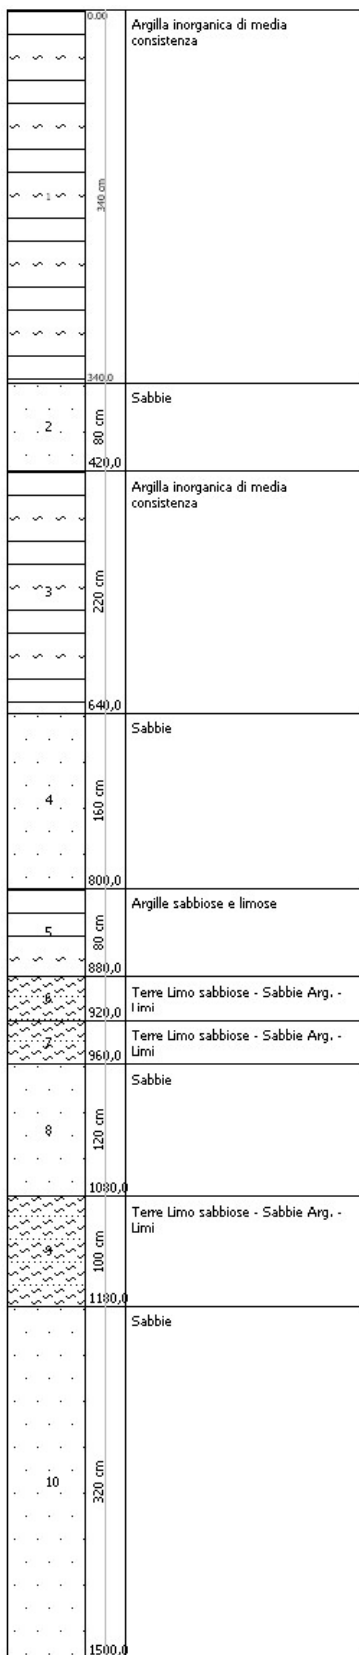 0.00
Argilla inorganica di media
consistenza
1
340 cm
340,0
Sabbie
2
80 cm
420,0
Argilla inorganica di media
consistenza
3
220 cm
640,0
Sabbie
4
160 cm
800,0
Argille sabbiose e limose
5
80 cm
880,0
Terre Limo sabbiose - Sabbie Arg. -
Limi
6
920,0
Terre Limo sabbiose - Sabbie Arg. -
Limi
7
960,0
Sabbie
8
120 cm
1080,0
Terre Limo sabbiose - Sabbie Arg. -
Limi
9
100 cm
1180,0
Sabbie
10
320 cm
1500,0